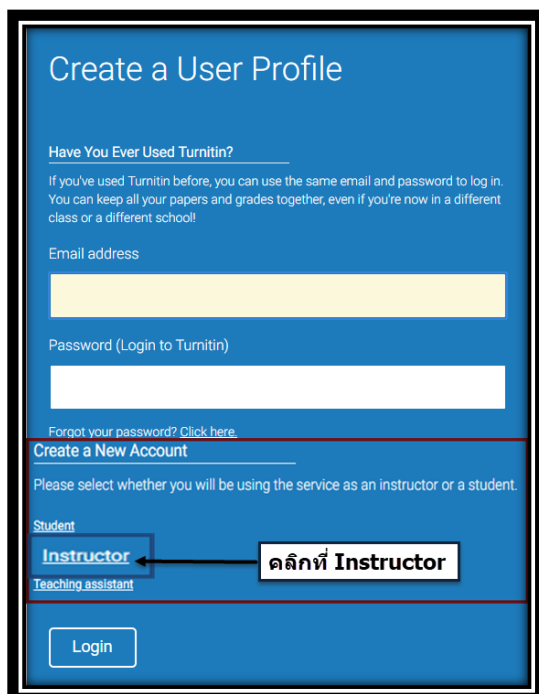 Create a User Profile
Have You Ever Used Turnitin?
If you've used Turnitin before, you can use the same email and password to log in.
You can keep all your papers and grades together, even if you're now in a different
class or a different school!
Email address
Password (Login to Turnitin)
Forgot your password? Click here.
Create a New Account
Please select whether you will be using the service as an instructor or a student.
Student
Instructor
คลิกที่ Instructor
Teaching assistant
Login